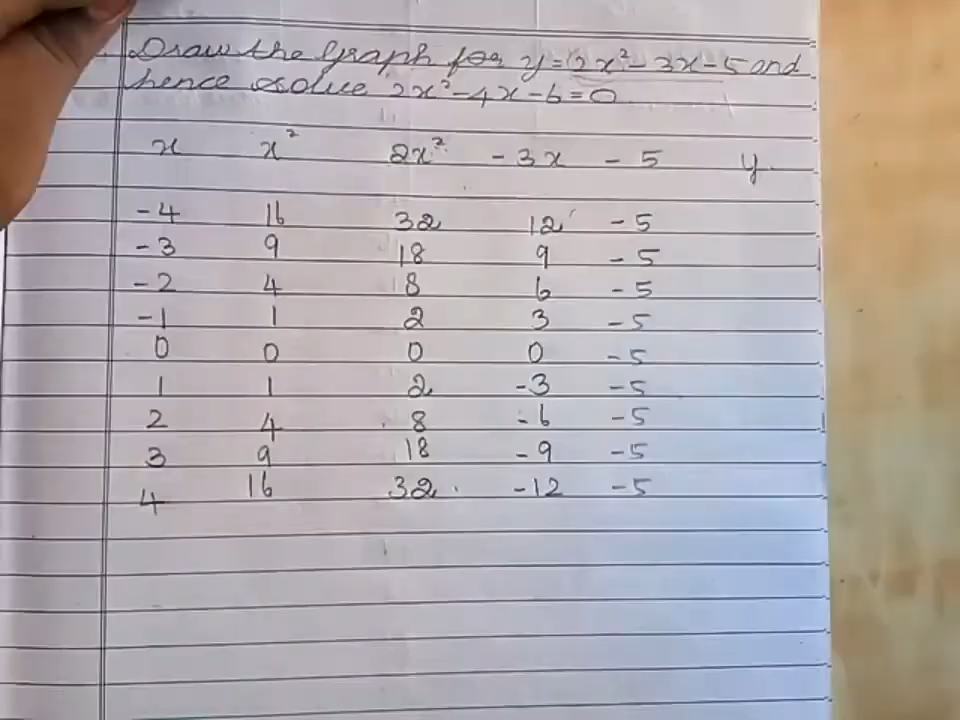 Draw the Graph for y = 2x² - 3x - 5 and
hence solve 2x² - 4x - 6 = 0
x x² 2x² - 3x - 5 y
-4 16 32 12 -5
-3 9 18 9 -5
-2 4 8 6 -5
-1 1 2 3 -5
0 0 0 0 -5
1 1 2 -3 -5
2 4 8 -6 -5
3 9 18 -9 -5
4 16 32 -12 -5